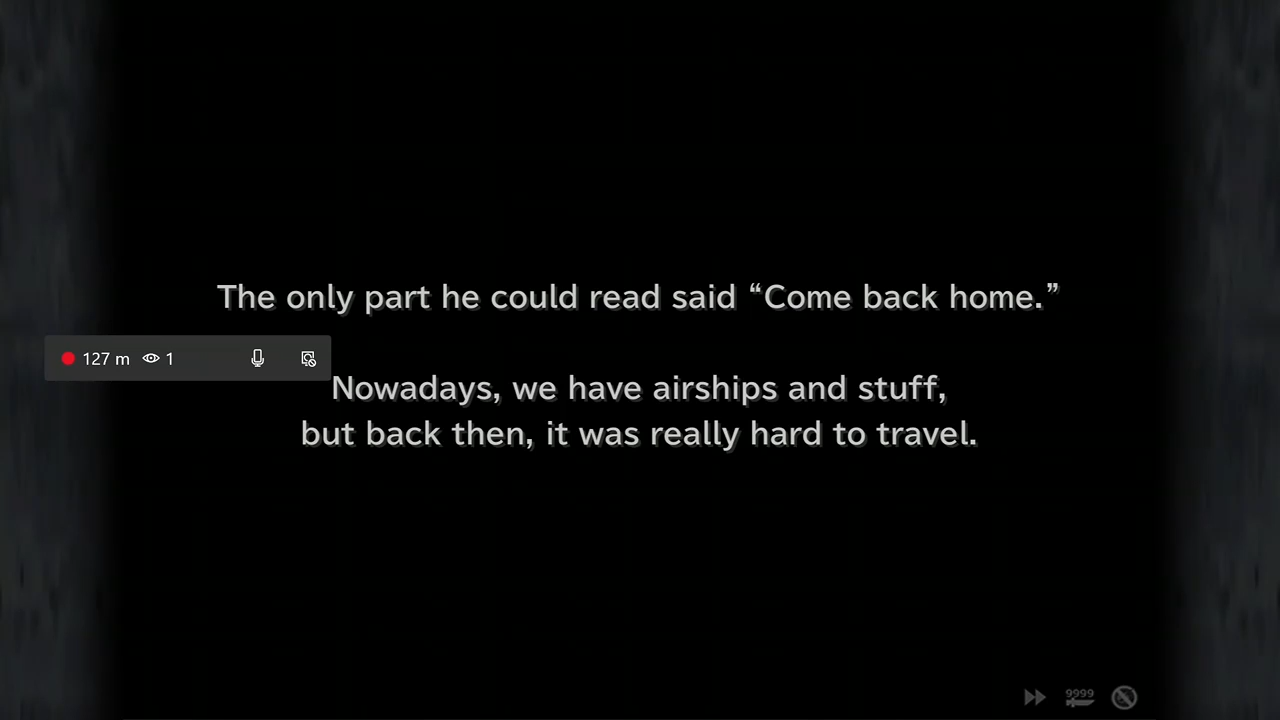 The only part he could read said “Come back home.”
127 m 1
Nowadays, we have airships and stuff,
but back then, it was really hard to travel.
9999